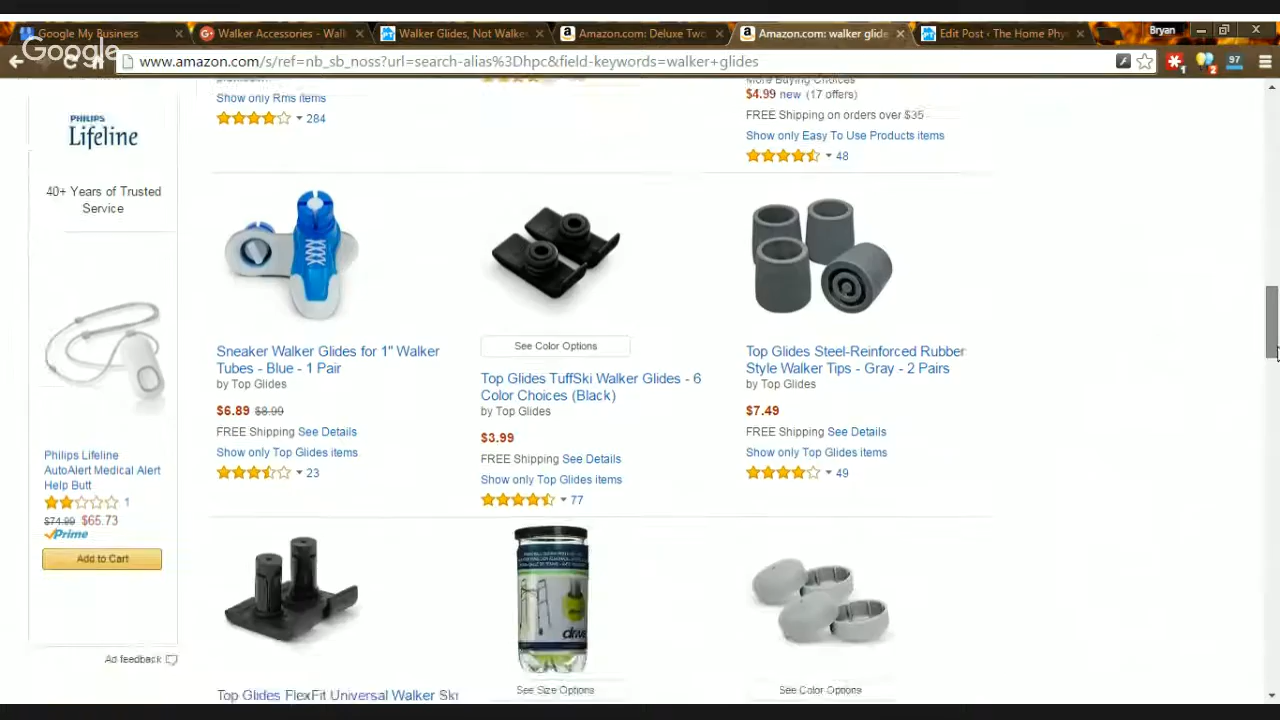 Google My Business
Walker Accessories - Wall
Walker Glides, Not Walke
Amazon.com: Deluxe Two
Amazon.com: walker glide
Edit Post ‹ The Home Phy
Bryan
Google
www.amazon.com/s/ref=nb_sb_noss?url=search-alias%3Dhpc&field-keywords=walker+glides
1
2
97
More Buying Choices
$4.99 new (17 offers)
Show only Rms items
284
FREE Shipping on orders over $35
Show only Easy To Use Products items
48
PHILIPS
Lifeline
40+ Years of Trusted
Service
Philips Lifeline
AutoAlert Medical Alert
Help Butt
1
$74.99 $65.73
Prime
Add to Cart
Ad feedback
Sneaker Walker Glides for 1" Walker
Tubes - Blue - 1 Pair
by Top Glides
$6.89 $8.99
FREE Shipping See Details
Show only Top Glides items
23
See Color Options
Top Glides TuffSki Walker Glides - 6
Color Choices (Black)
by Top Glides
$3.99
FREE Shipping See Details
Show only Top Glides items
77
Top Glides Steel-Reinforced Rubber
Style Walker Tips - Gray - 2 Pairs
by Top Glides
$7.49
FREE Shipping See Details
Show only Top Glides items
49
drive
Top Glides FlexFit Universal Walker Ski
See Size Options
See Color Options